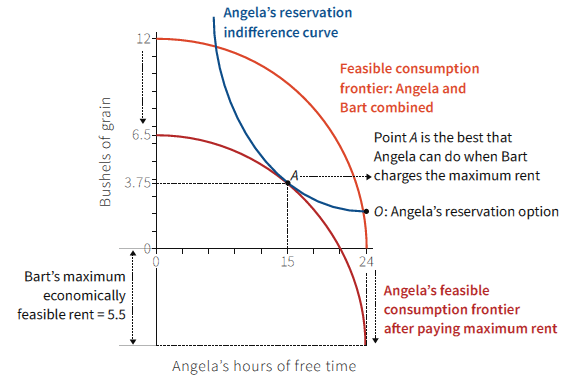 Angela’s reservation
indifference curve
12
Feasible consumption
frontier: Angela and
Bart combined
Bushels of grain
6.5
Point A is the best that
Angela can do when Bart
charges the maximum rent
A
3.75
O: Angela’s reservation option
0
0
15
24
Bart’s maximum
economically
feasible rent = 5.5
Angela’s feasible
consumption frontier
after paying maximum rent
Angela’s hours of free time